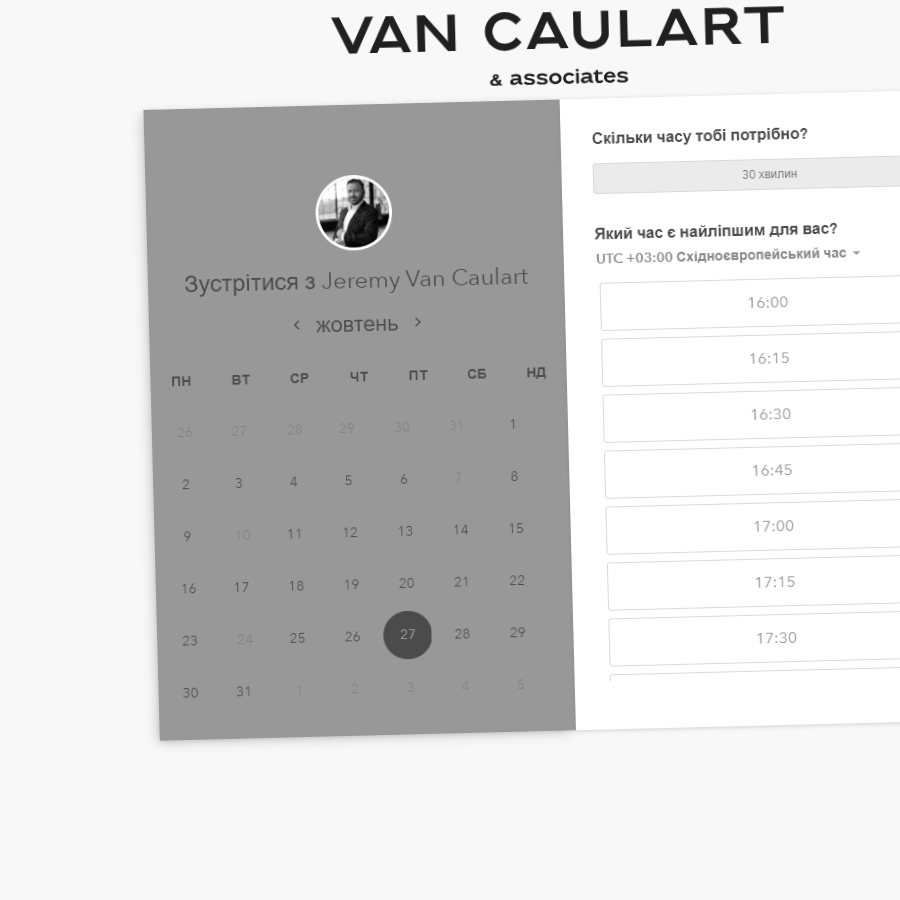 VAN CAULART
& associates
Зустрітися з Jeremy Van Caulart
жовтень
ПН ВТ СР ЧТ ПТ СБ НД
26 27 28 29 30 31 1
2 3 4 5 6 7 8
9 10 11 12 13 14 15
16 17 18 19 20 21 22
23 24 25 26 27 28 29
30 31 1 2 3 4 5
Скільки часу тобі потрібно?
30 хвилин
Який час є найліпшим для вас?
UTC +03:00 Східноєвропейський час
16:00
16:15
16:30
16:45
17:00
17:15
17:30